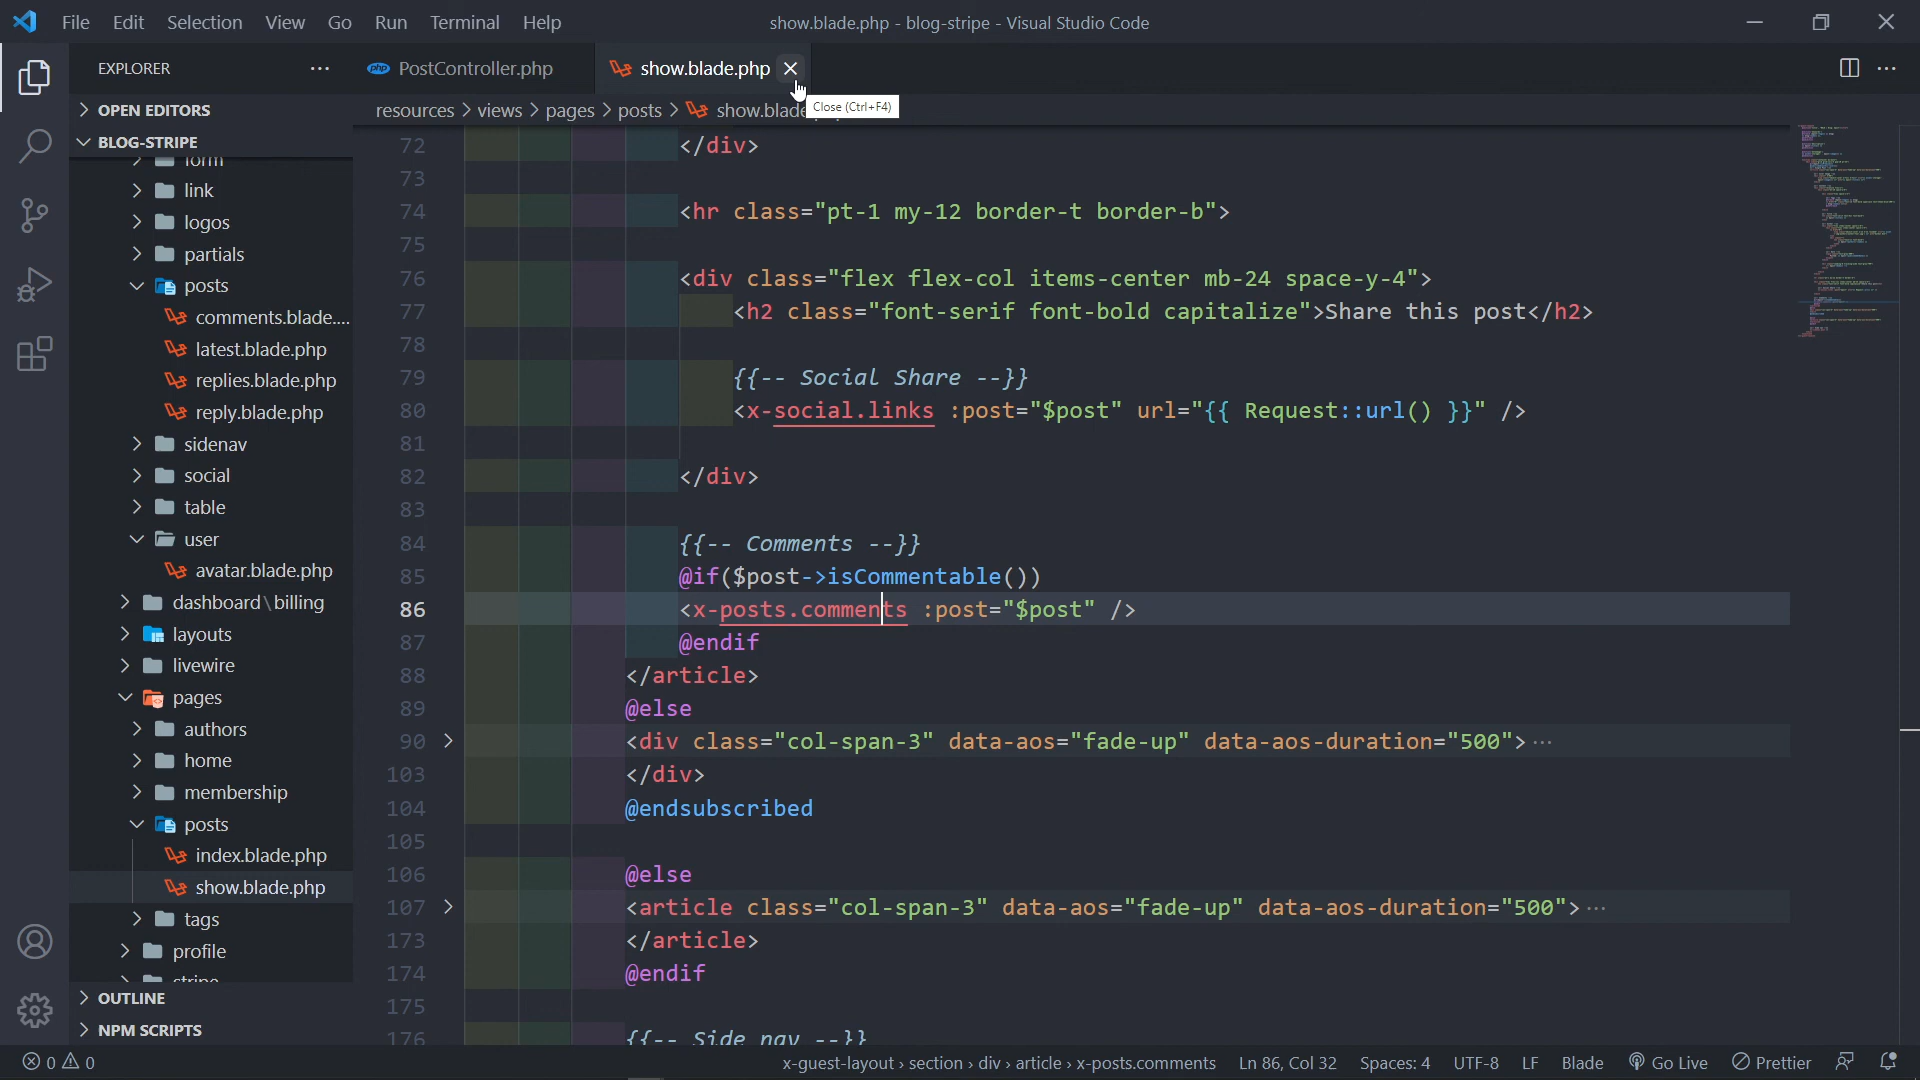 File Edit Selection View Go Run Terminal Help
show.blade.php - blog-stripe - Visual Studio Code
EXPLORER
php PostController.php
show.blade.php
Close (Ctrl+F4)
resources > views > pages > posts > show.blade
OPEN EDITORS
BLOG-STRIPE
form
link
logos
partials
posts
comments.blade....
latest.blade.php
replies.blade.php
reply.blade.php
sidenav
social
table
user
avatar.blade.php
dashboard\billing
layouts
livewire
pages
authors
home
membership
posts
index.blade.php
show.blade.php
tags
profile
stripe
OUTLINE
NPM SCRIPTS
72 </div>
73
74 <hr class="pt-1 my-12 border-t border-b">
75
76 <div class="flex flex-col items-center mb-24 space-y-4">
77 <h2 class="font-serif font-bold capitalize">Share this post</h2>
78
79 {{-- Social Share --}}
80 <x-social.links :post="$post" url="{{ Request::url() }}" />
81
82 </div>
83
84 {{-- Comments --}}
85 @if($post->isCommentable())
86 <x-posts.comments :post="$post" />
87 @endif
88 </article>
89 @else
90 <div class="col-span-3" data-aos="fade-up" data-aos-duration="500"> ...
103 </div>
104 @endsubscribed
105
106 @else
107 <article class="col-span-3" data-aos="fade-up" data-aos-duration="500"> ...
173 </article>
174 @endif
175
176 {{-- Side nav --}}
0 0
x-guest-layout > section > div > article > x-posts.comments
Ln 86, Col 32
Spaces: 4
UTF-8
LF
Blade
Go Live
Prettier